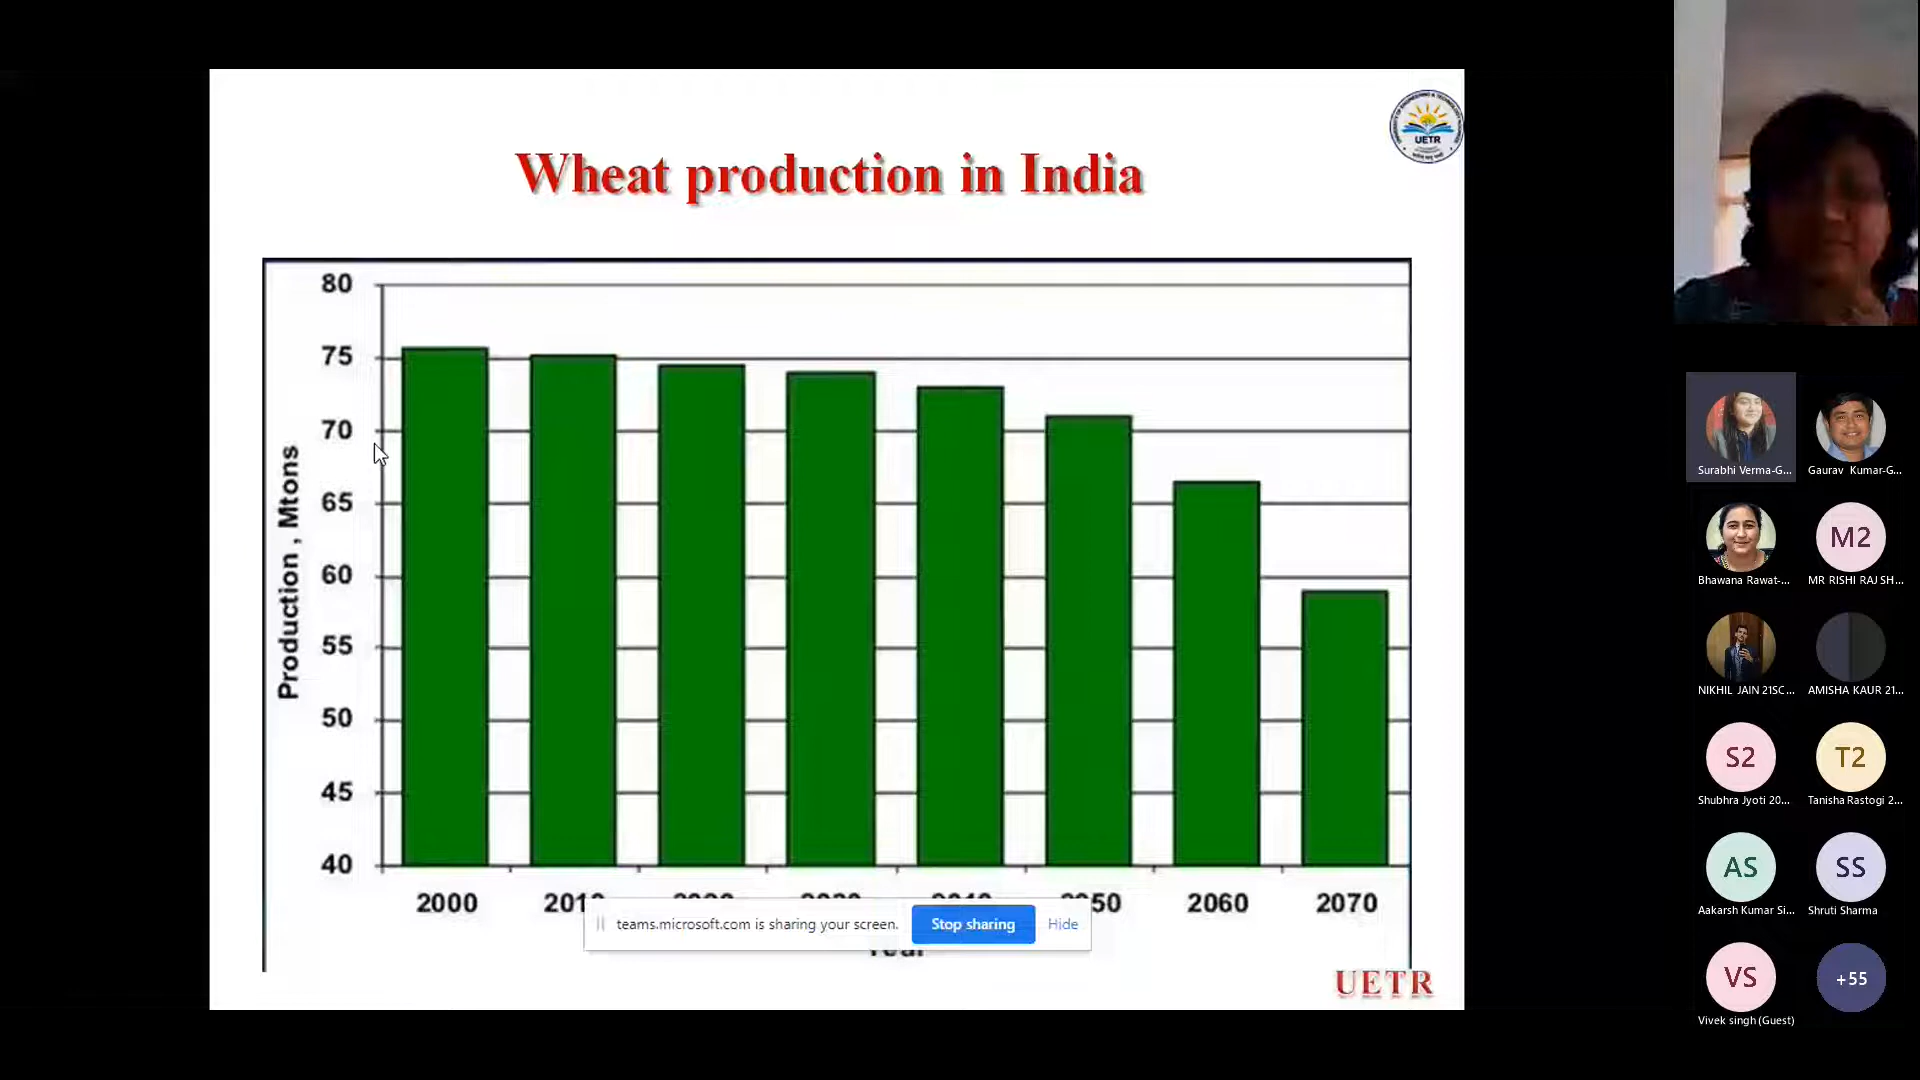 UETR
Wheat production in India
80
75
70
65
60
55
50
45
40
Production , Mtons
2000
2060
2070
teams.microsoft.com is sharing your screen.
Stop sharing
Hide
UETR
Surabhi Verma-G...
Gaurav Kumar-G...
M2
Bhawana Rawat-...
MR RISHI RAJ SH...
NIKHIL JAIN 21SC...
AMISHA KAUR 21...
S2
T2
Shubhra Jyoti 20...
Tanisha Rastogi 2...
AS
SS
Aakarsh Kumar Si...
Shruti Sharma
VS
+55
Vivek singh (Guest)